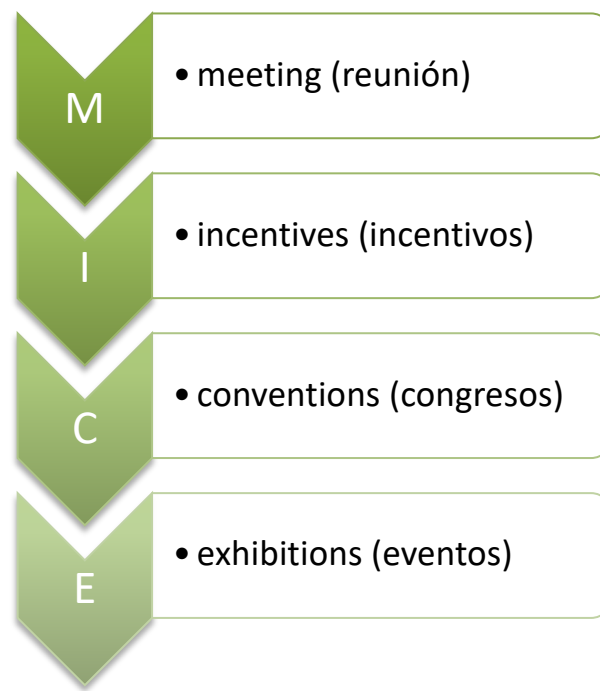 M
• meeting (reunión)
I
• incentives (incentivos)
C
• conventions (congresos)
E
• exhibitions (eventos)